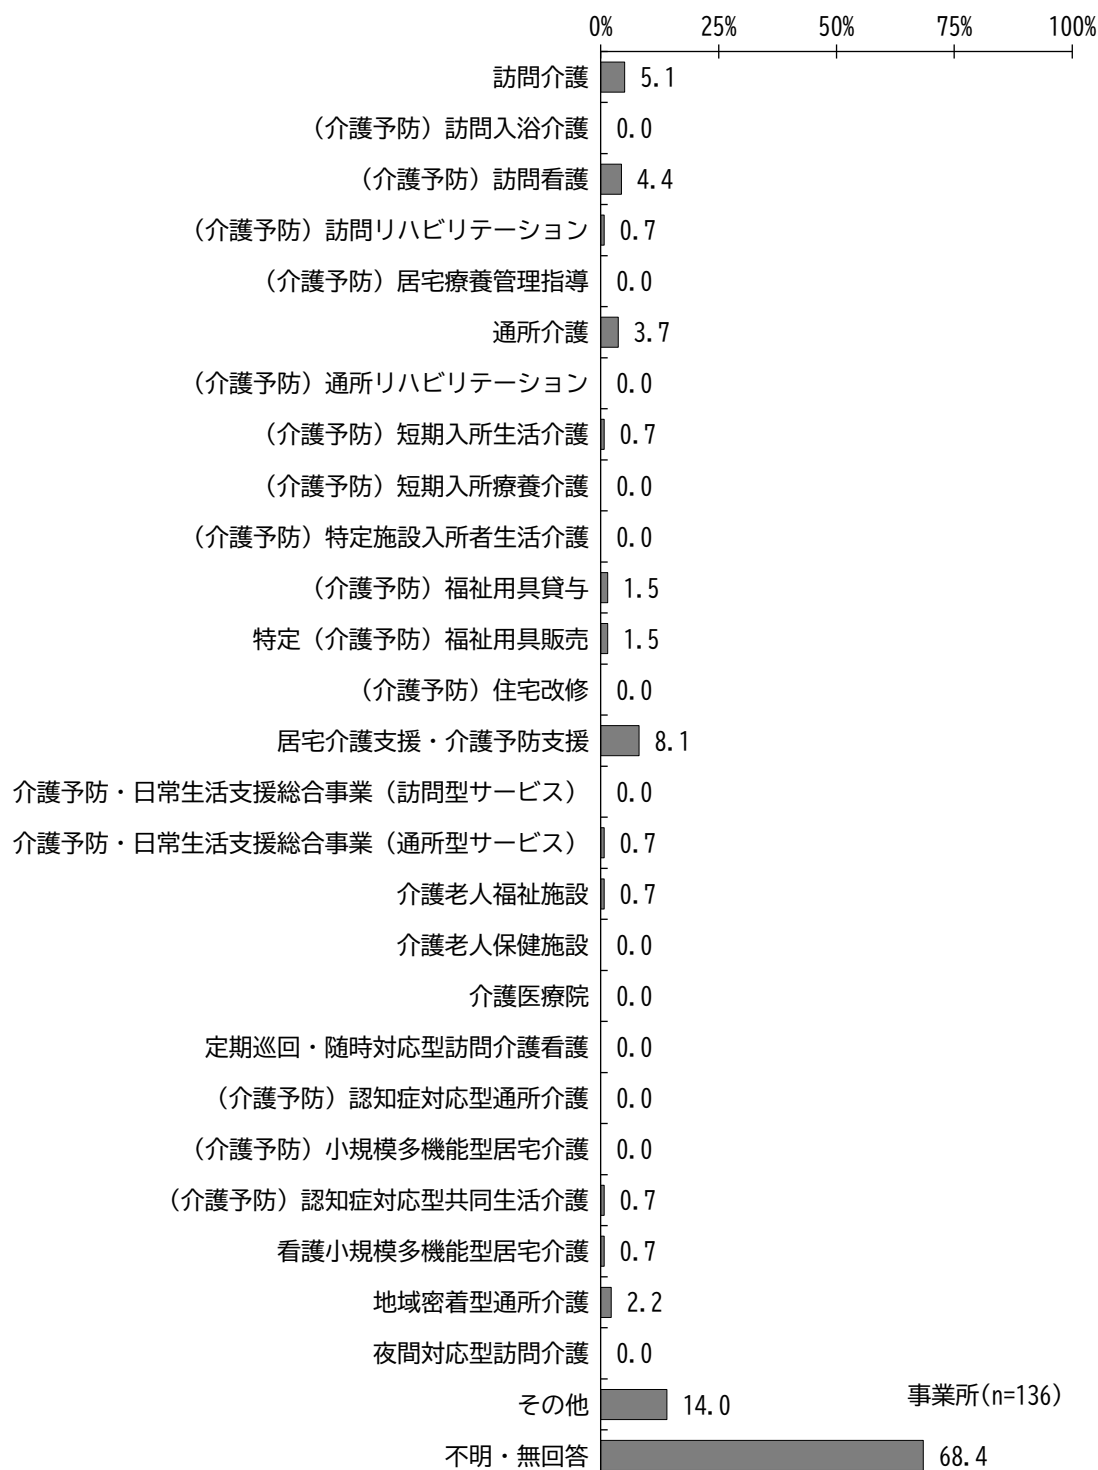 0% 25% 50% 75% 100%
訪問介護 5.1
（介護予防）訪問入浴介護 0.0
（介護予防）訪問看護 4.4
（介護予防）訪問リハビリテーション 0.7
（介護予防）居宅療養管理指導 0.0
通所介護 3.7
（介護予防）通所リハビリテーション 0.0
（介護予防）短期入所生活介護 0.7
（介護予防）短期入所療養介護 0.0
（介護予防）特定施設入所者生活介護 0.0
（介護予防）福祉用具貸与 1.5
特定（介護予防）福祉用具販売 1.5
（介護予防）住宅改修 0.0
居宅介護支援・介護予防支援 8.1
介護予防・日常生活支援総合事業（訪問型サービス） 0.0
介護予防・日常生活支援総合事業（通所型サービス） 0.7
介護老人福祉施設 0.7
介護老人保健施設 0.0
介護医療院 0.0
定期巡回・随時対応型訪問介護看護 0.0
（介護予防）認知症対応型通所介護 0.0
（介護予防）小規模多機能型居宅介護 0.0
（介護予防）認知症対応型共同生活介護 0.7
看護小規模多機能型居宅介護 0.7
地域密着型通所介護 2.2
夜間対応型訪問介護 0.0
その他 14.0 事業所(n=136)
不明・無回答 68.4